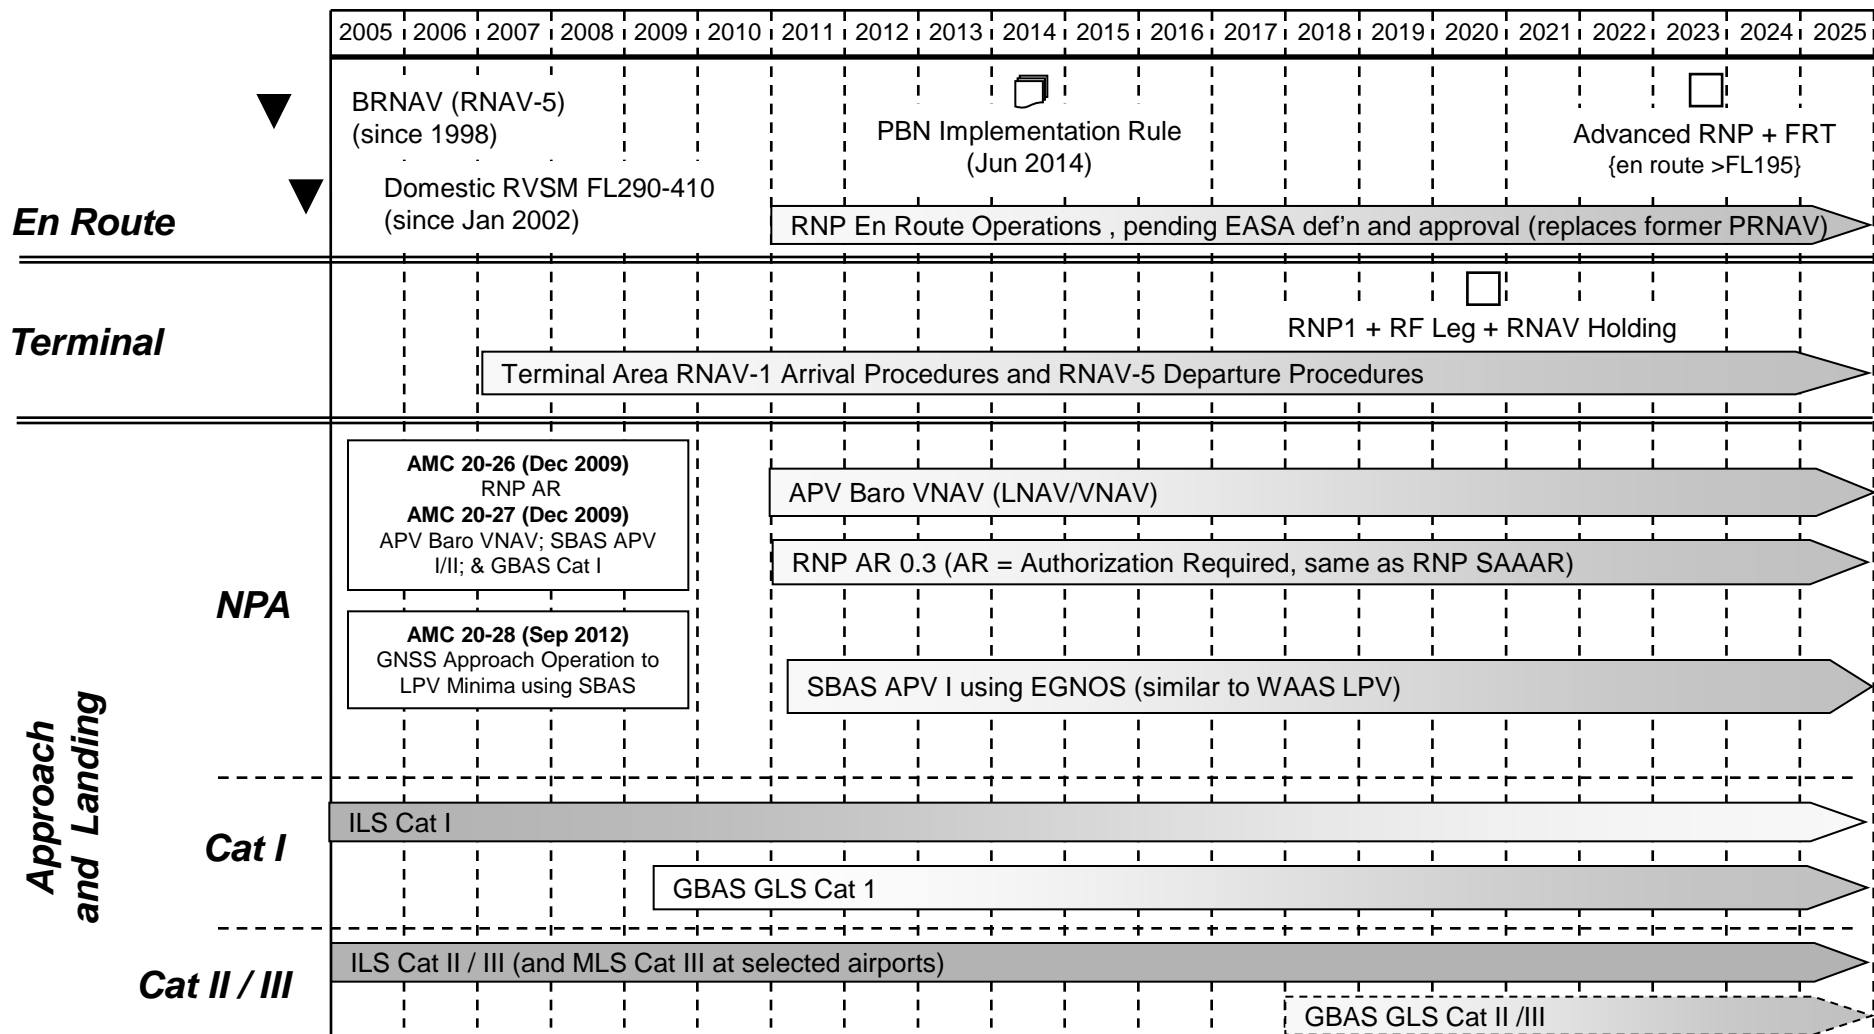 2005 2006 2007 2008 2009 2010 2011 2012 2013 2014 2015 2016 2017 2018 2019 2020 2021 2022 2023 2024 2025
BRNAV (RNAV-5)
(since 1998)
PBN Implementation Rule
(Jun 2014)
Advanced RNP + FRT
{en route >FL195}
Domestic RVSM FL290-410
(since Jan 2002)
En Route
RNP En Route Operations , pending EASA def'n and approval (replaces former PRNAV)
RNP1 + RF Leg + RNAV Holding
Terminal
Terminal Area RNAV-1 Arrival Procedures and RNAV-5 Departure Procedures
Approach
and Landing
NPA
AMC 20-26 (Dec 2009)
RNP AR
AMC 20-27 (Dec 2009)
APV Baro VNAV; SBAS APV
I/II; & GBAS Cat I
AMC 20-28 (Sep 2012)
GNSS Approach Operation to
LPV Minima using SBAS
APV Baro VNAV (LNAV/VNAV)
RNP AR 0.3 (AR = Authorization Required, same as RNP SAAAR)
SBAS APV I using EGNOS (similar to WAAS LPV)
Cat I
ILS Cat I
GBAS GLS Cat 1
Cat II / III
ILS Cat II / III (and MLS Cat III at selected airports)
GBAS GLS Cat II /III